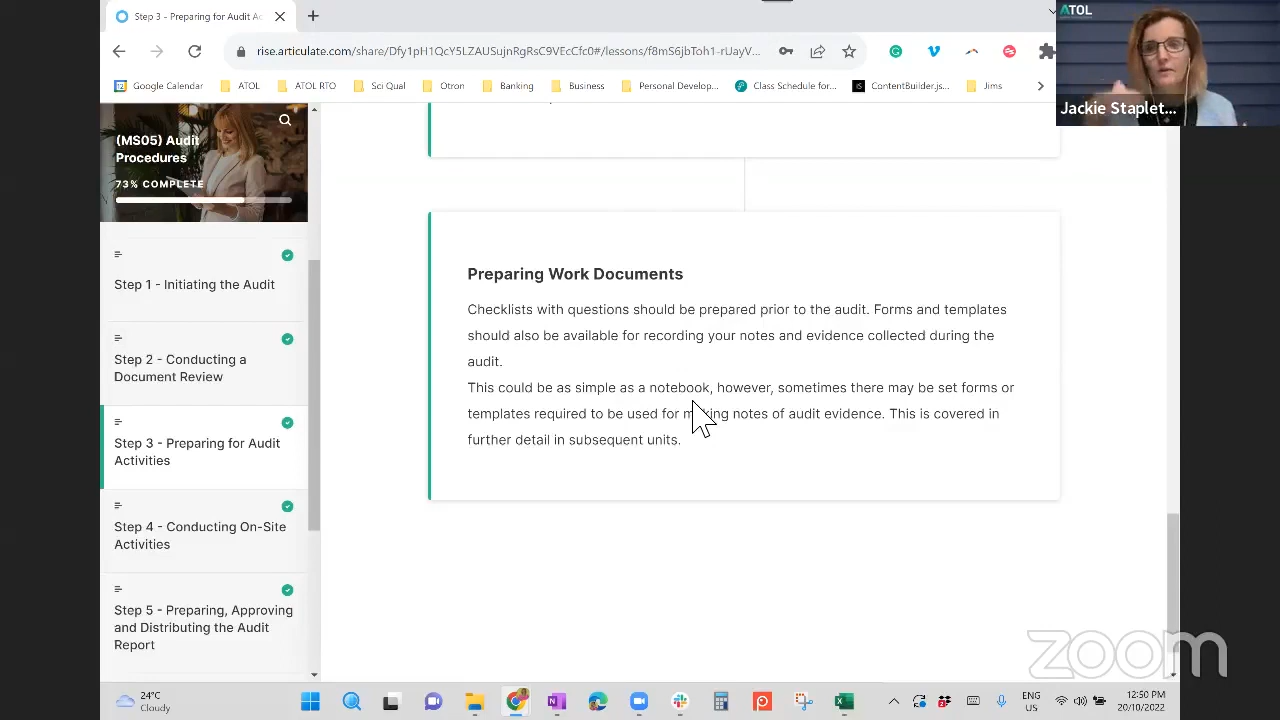 Step 3 - Preparing for Audit Ac
rise.articulate.com/share/Dfy1pH1QcY5LZAHSujnRgRsC9VEcCfc0#/lessons/f8mS6jbToh1-rUayV...
Google Calendar
ATOL
ATOL RTO
Sci Qual
Otron
Banking
Business
Personal Develop...
Class Schedule for...
ContentBuilder.js...
Jims
ATOL
Jackie Staplet...
(MS05) Audit
Procedures
73% COMPLETE
Step 1 - Initiating the Audit
Step 2 - Conducting a
Document Review
Step 3 - Preparing for Audit
Activities
Step 4 - Conducting On-Site
Activities
Step 5 - Preparing, Approving
and Distributing the Audit
Report
Preparing Work Documents
Checklists with questions should be prepared prior to the audit. Forms and templates
should also be available for recording your notes and evidence collected during the
audit.
This could be as simple as a notebook, however, sometimes there may be set forms or
templates required to be used for making notes of audit evidence. This is covered in
further detail in subsequent units.
zoom
24°C
Cloudy
ENG
US
12:50 PM
20/10/2022